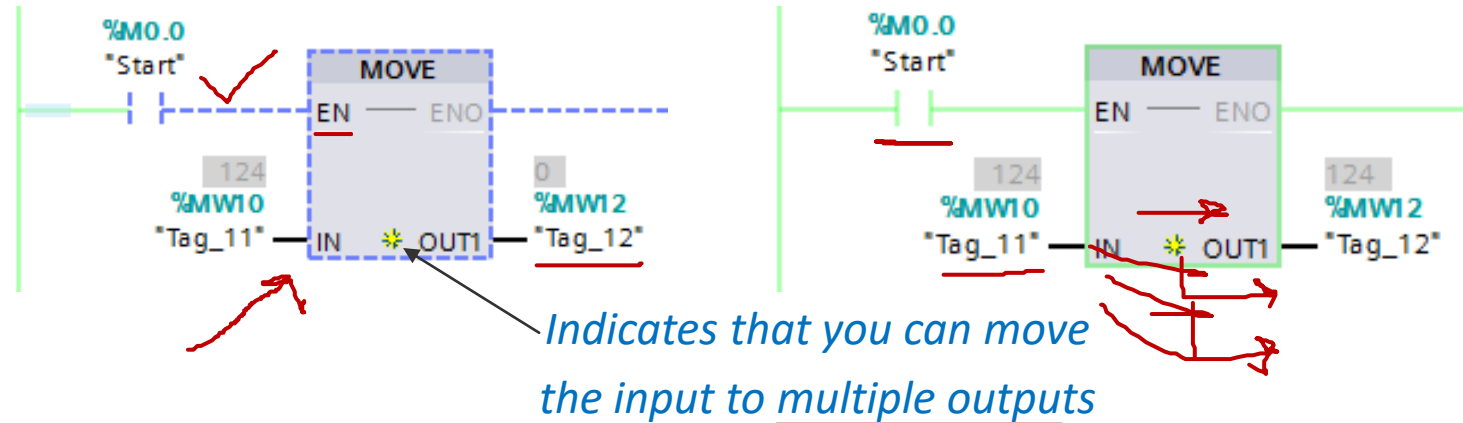 %M0.0
"Start"
MOVE
EN
ENO
124
%MW10
"Tag_11"
IN
OUT1
0
%MW12
"Tag_12"
%M0.0
"Start"
MOVE
EN
ENO
124
%MW10
"Tag_11"
IN
OUT1
124
%MW12
"Tag_12"
Indicates that you can move
the input to multiple outputs